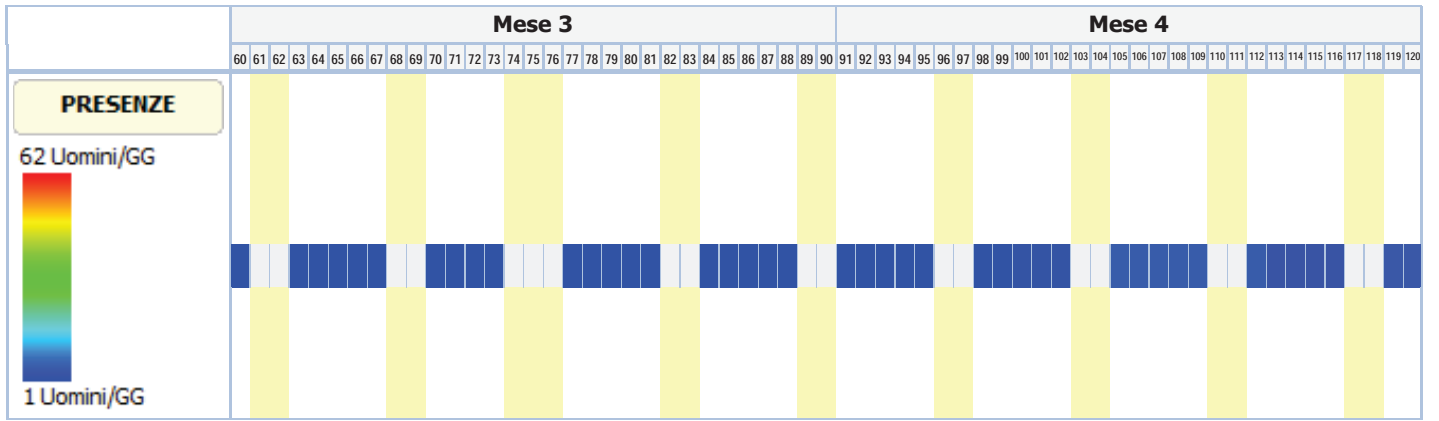 Mese 3 Mese 4
60 61 62 63 64 65 66 67 68 69 70 71 72 73 74 75 76 77 78 79 80 81 82 83 84 85 86 87 88 89 90 91 92 93 94 95 96 97 98 99 100 101 102 103 104 105 106 107 108 109 110 111 112 113 114 115 116 117 118 119 120
PRESENZE
62 Uomini/GG
1 Uomini/GG